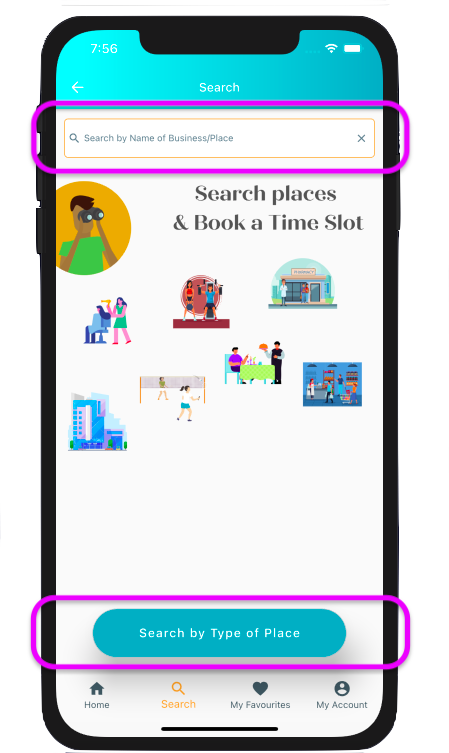 7:56
Search
Search by Name of Business/Place
Search places
& Book a Time Slot
PHARMACY
Search by Type of Place
Home
Search
My Favourites
My Account